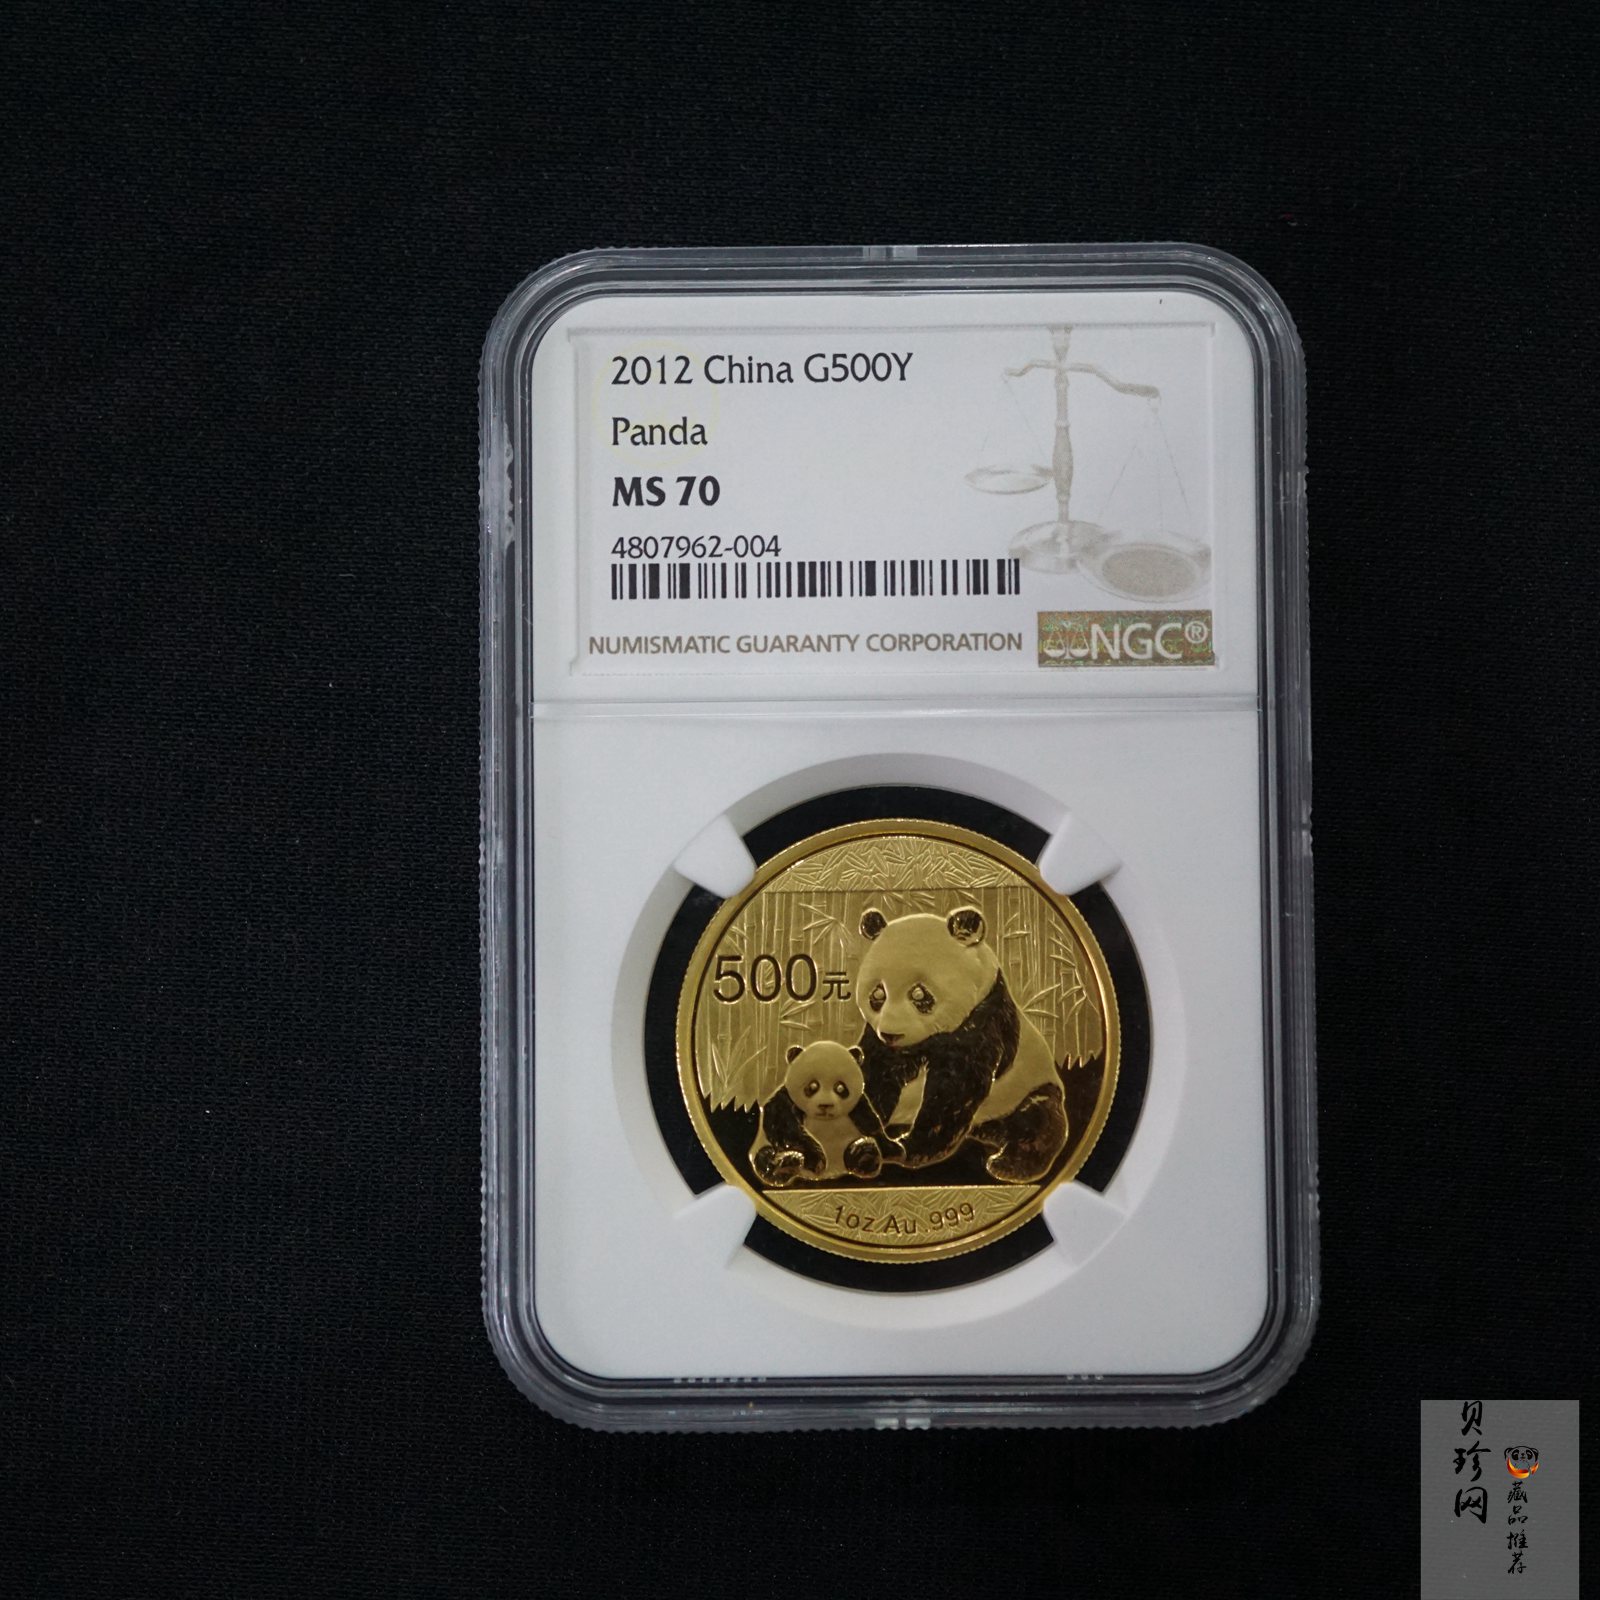 2012 China G500Y
Panda
MS 70
4807962-004
NUMISMATIC GUARANTY CORPORATION
NGC®
500元
1oz Au .999
贝珍网
藏品推荐